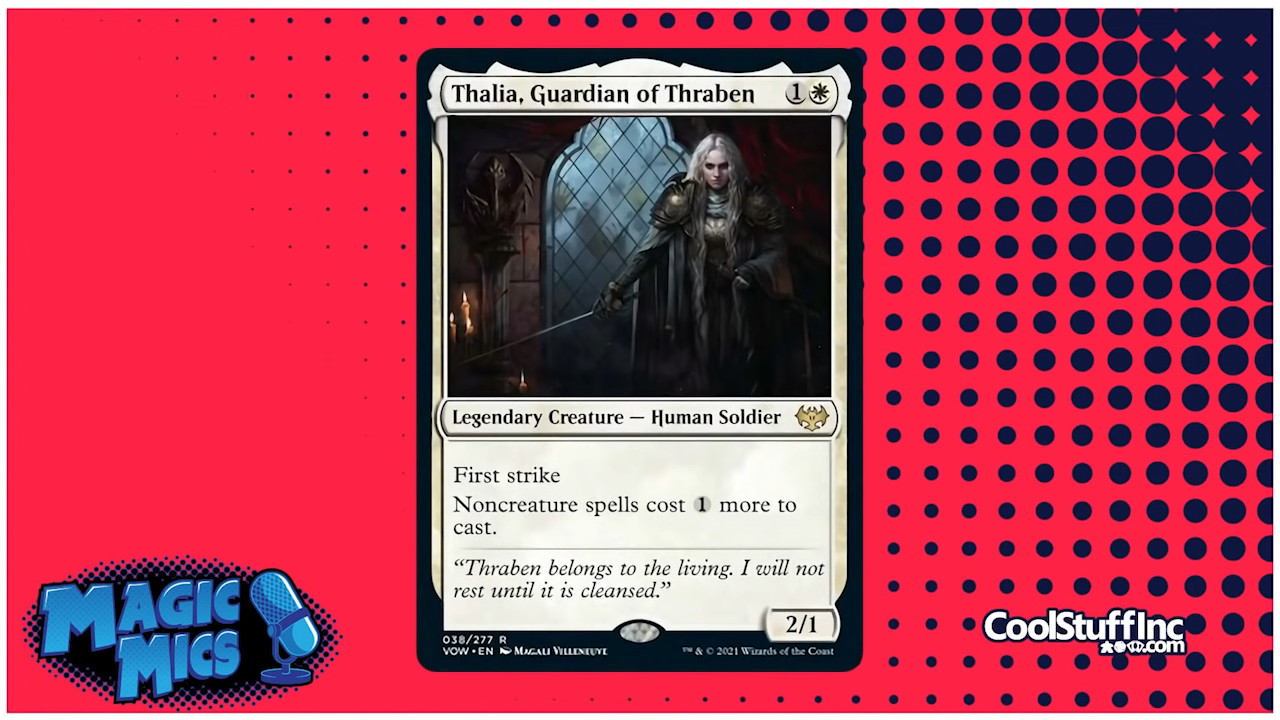 Thalia, Guardian of Thraben 1
Legendary Creature — Human Soldier
First strike
Noncreature spells cost 1 more to
cast.
“Thraben belongs to the living. I will not
rest until it is cleansed.”
2/1
038/277 R
VOW • EN Magali Villeneuve
™ & © 2021 Wizards of the Coast
MAGIC
MICS
CoolStuffInc
.com